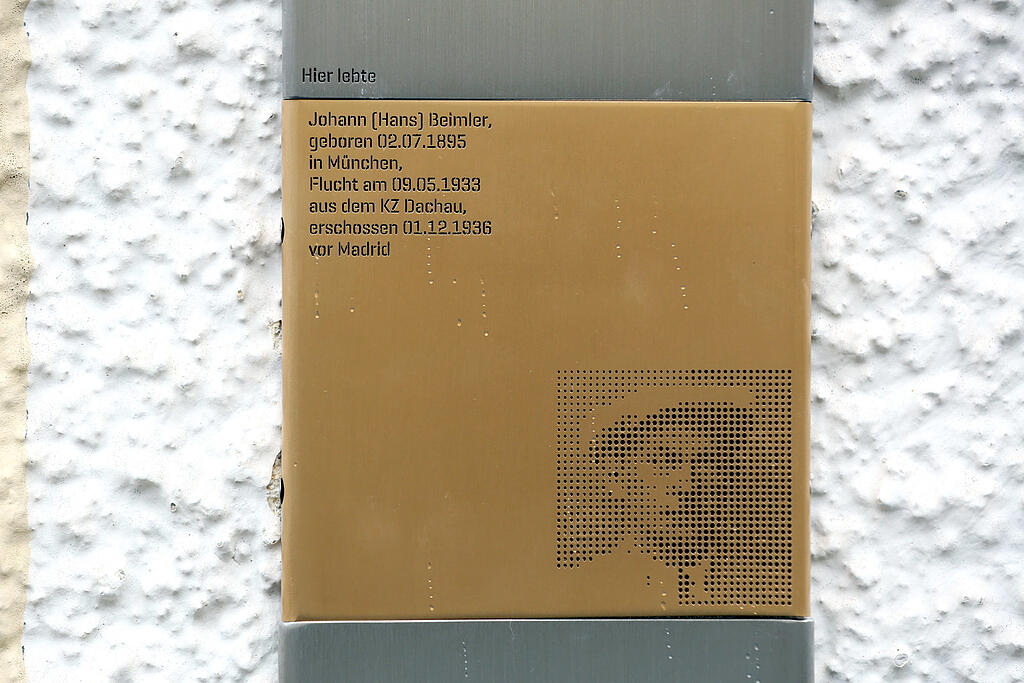 Hier lebte
Johann (Hans) Beimler,
geboren 02.07.1895
in München,
Flucht am 09.05.1933
aus dem KZ Dachau,
erschossen 01.12.1936
vor Madrid